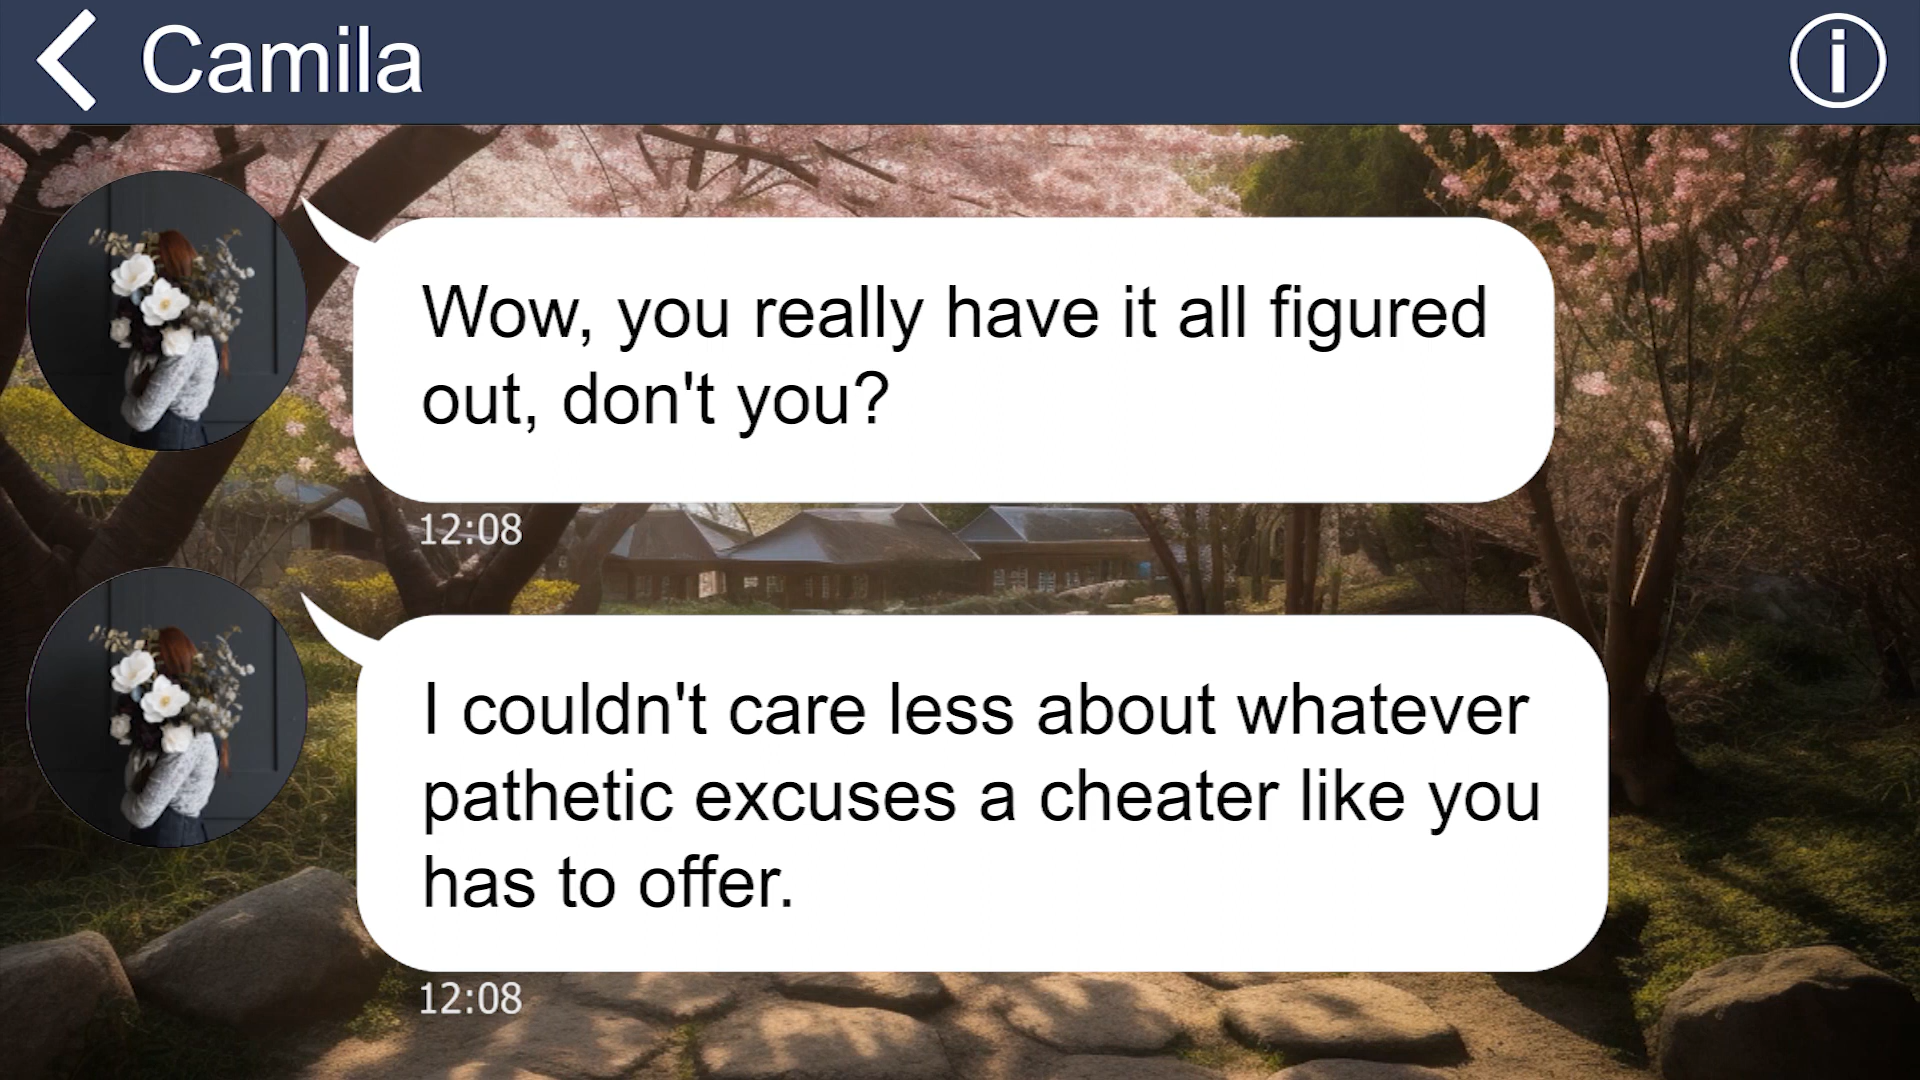 Camila
Wow, you really have it all figured
out, don't you?
12:08
I couldn't care less about whatever
pathetic excuses a cheater like you
has to offer.
12:08